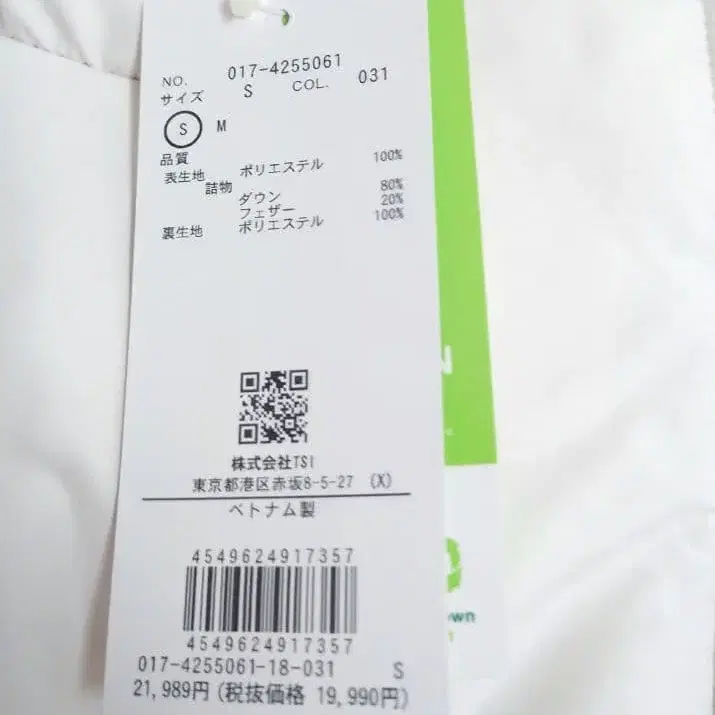 NO. 017-4255061
サイズ S COL. 031
S M
品質
表生地 ポリエステル 100%
詰物
ダウン 80%
フェザー 20%
裏生地 ポリエステル 100%
株式会社TSI
東京都港区赤坂8-5-27 (X)
ベトナム製
4549624917357
4549624917357
017-4255061-18-031 S
21,989円(税抜価格 19,990円)
N
wn